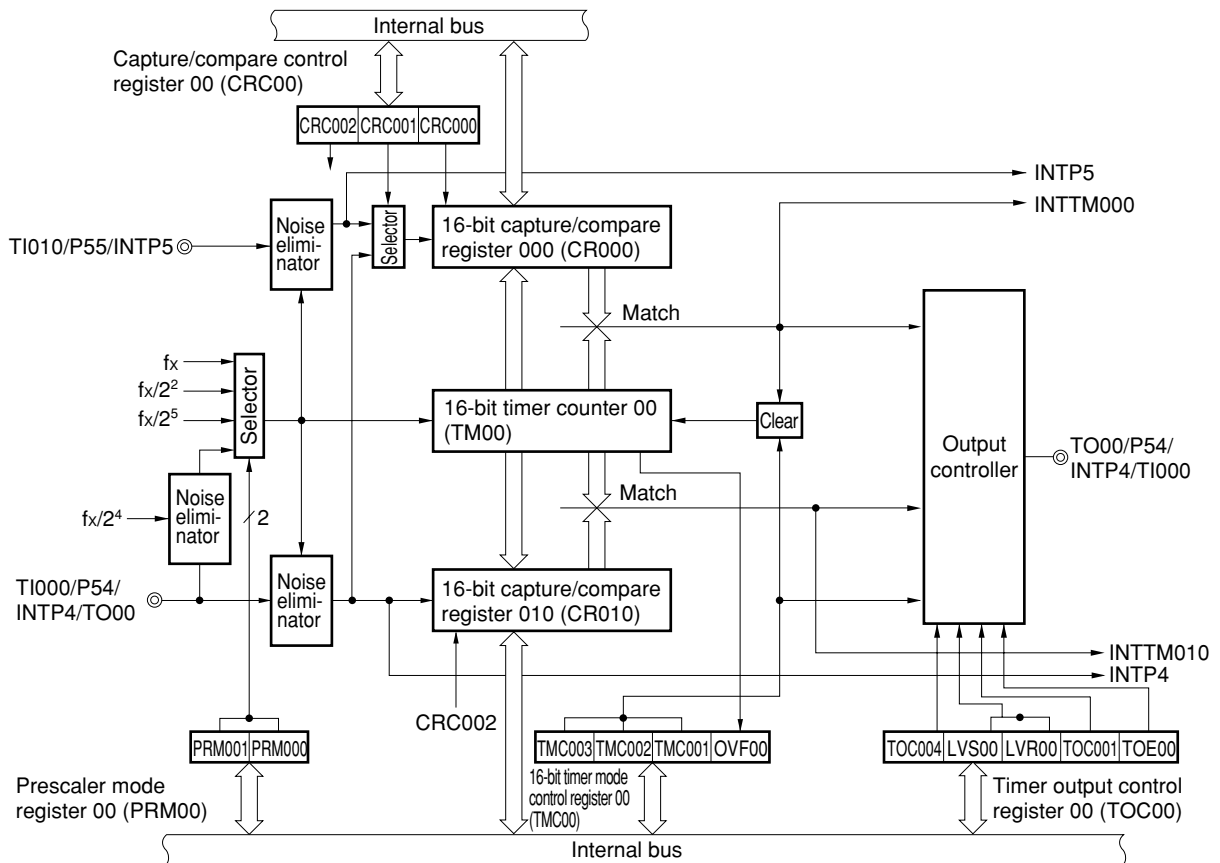 Internal bus
Capture/compare control
register 00 (CRC00)
CRC002 CRC001 CRC000
INTP5
INTTM000
TI010/P55/INTP5
Noise
elimi-
nator
Selector
16-bit capture/compare
register 000 (CR000)
Match
fx
fx/2²
fx/2⁵
Selector
16-bit timer counter 00
(TM00)
Clear
Output
controller
TO00/P54/
INTP4/TI000
Match
fx/2⁴
Noise
elimi-
nator
2
TI000/P54/
INTP4/TO00
Noise
elimi-
nator
16-bit capture/compare
register 010 (CR010)
INTTM010
INTP4
CRC002
PRM001 PRM000
TMC003 TMC002 TMC001 OVF00
TOC004 LVS00 LVR00 TOC001 TOE00
Prescaler mode
register 00 (PRM00)
16-bit timer mode
control register 00
(TMC00)
Timer output control
register 00 (TOC00)
Internal bus